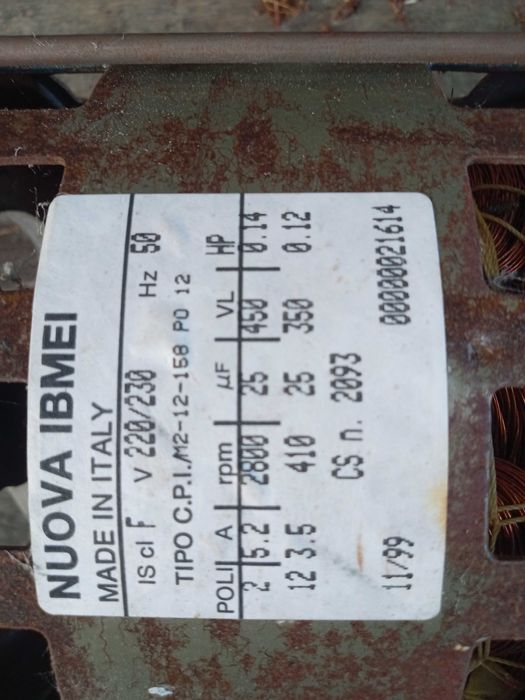 NUOVA IBMEI
MADE IN ITALY
IS cl F V 220/230 Hz 50
TIPO C.P.I./M2-12-158 PO 12
POLI A rpm µF VL HP
2 5.2 2800 25 450 0.14
12 3.5 410 25 350 0.12
CS n. 2093
11/99 00000021614